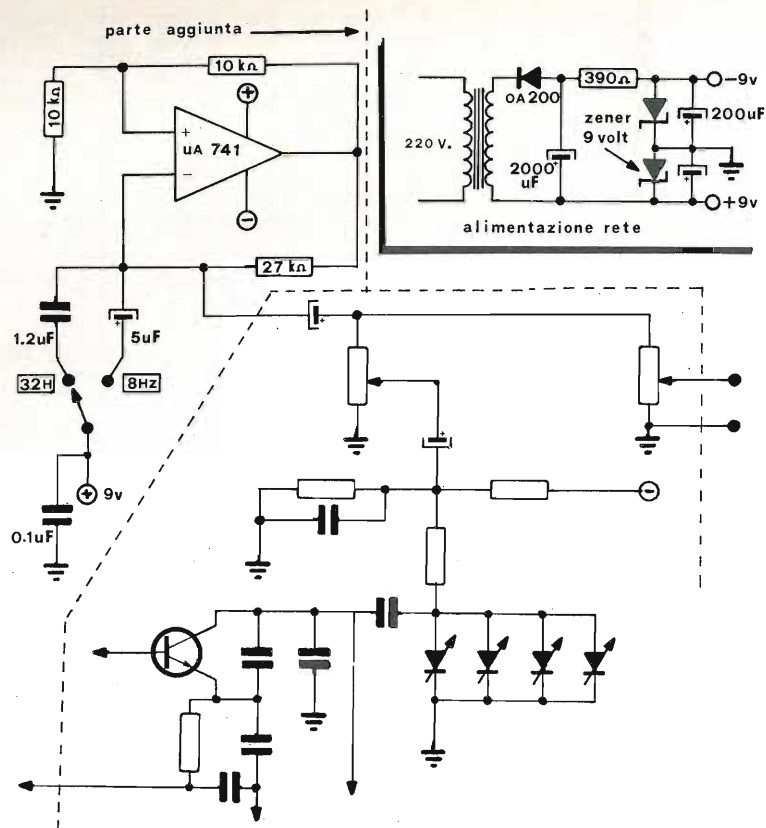 parte aggiunta
10 kΩ
10 kΩ
+
+
uA 741
−
−
27 kΩ
1.2uF
5uF
32H
8Hz
+ 9v
0.1uF
−
220 V.
OA 200
390Ω
−9v
zener
9 volt
200uF
2000
uF
+
+
+
+9v
alimentazione rete
+
+
+